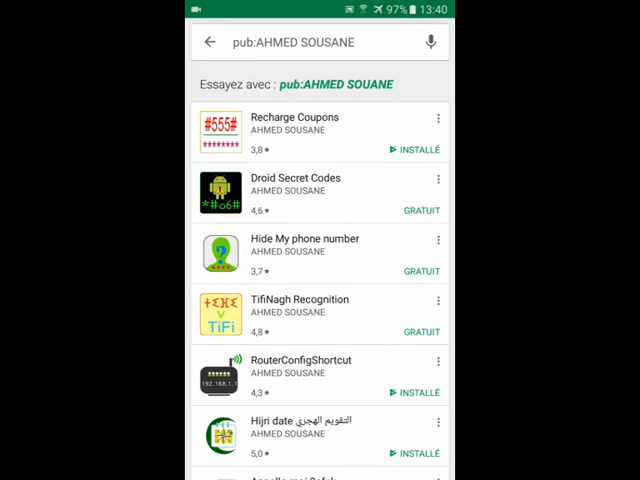 97% 13:40
pub:AHMED SOUSANE
Essayez avec : pub:AHMED SOUANE
#555#
********
Recharge Coupons
AHMED SOUSANE
3,8★
INSTALLÉ
*#06#
Droid Secret Codes
AHMED SOUSANE
4,6★
GRATUIT
?
****
Hide My phone number
AHMED SOUSANE
3,7★
GRATUIT
ⵜⵉⴼⵉ
V
TiFi
TifiNagh Recognition
AHMED SOUSANE
4,8★
GRATUIT
192.168.1.1
RouterConfigShortcut
AHMED SOUSANE
4,3★
INSTALLÉ
Hijri date التقويم الهجري
AHMED SOUSANE
5,0★
INSTALLÉ